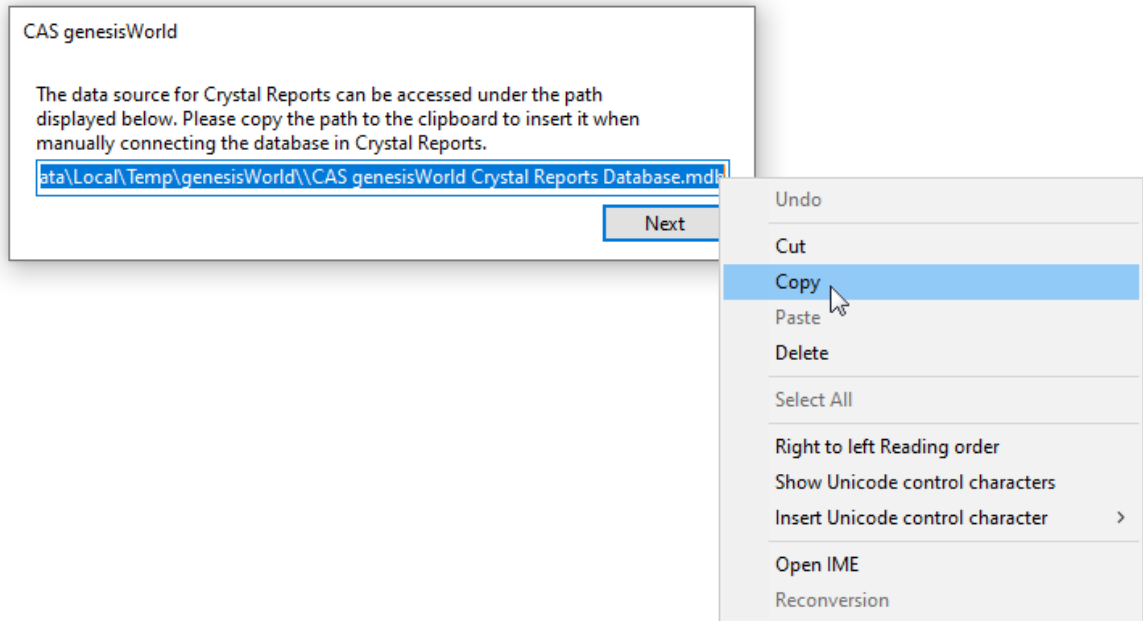 CAS genesisWorld
The data source for Crystal Reports can be accessed under the path
displayed below. Please copy the path to the clipboard to insert it when
manually connecting the database in Crystal Reports.
ata\Local\Temp\genesisWorld\\CAS genesisWorld Crystal Reports Database.mdb
Next
Undo
Cut
Copy
Paste
Delete
Select All
Right to left Reading order
Show Unicode control characters
Insert Unicode control character
Open IME
Reconversion